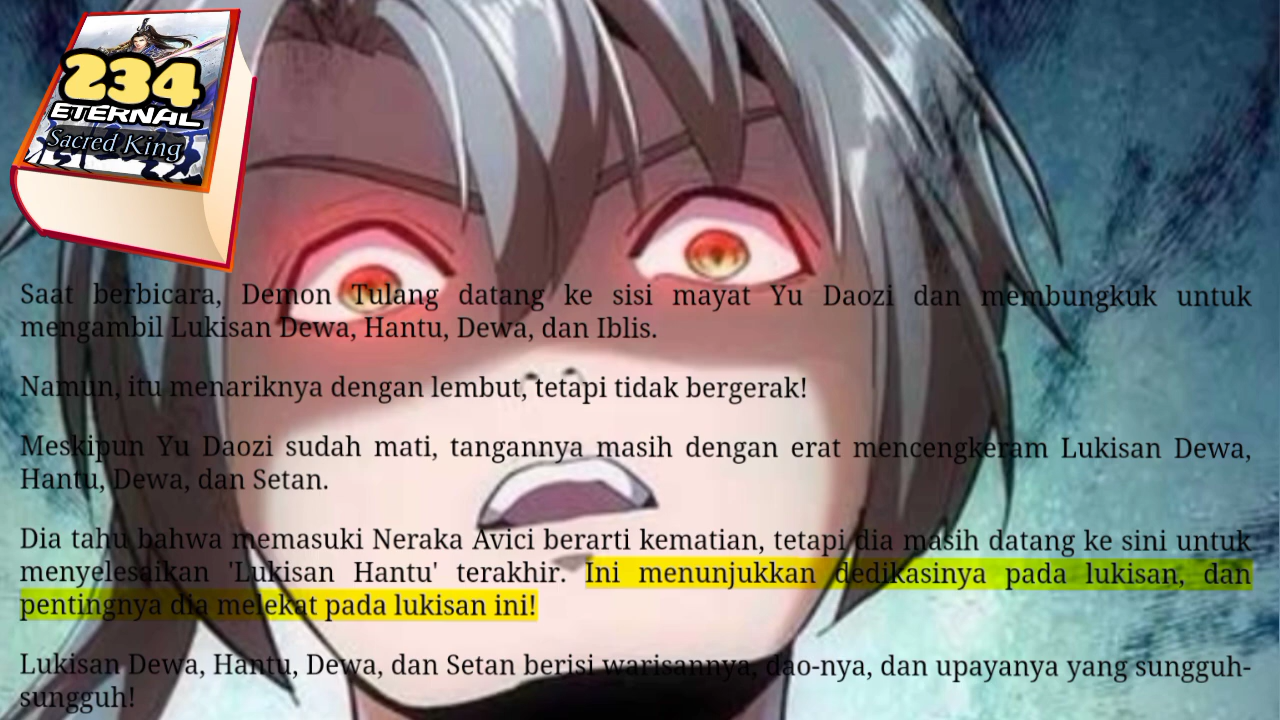 234
ETERNAL
Sacred King
Saat berbicara, Demon Tulang datang ke sisi mayat Yu Daozi dan membungkuk untuk
mengambil Lukisan Dewa, Hantu, Dewa, dan Iblis.
Namun, itu menariknya dengan lembut, tetapi tidak bergerak!
Meskipun Yu Daozi sudah mati, tangannya masih dengan erat mencengkeram Lukisan Dewa,
Hantu, Dewa, dan Setan.
Dia tahu bahwa memasuki Neraka Avici berarti kematian, tetapi dia masih datang ke sini untuk
menyelesaikan 'Lukisan Hantu' terakhir. Ini menunjukkan dedikasinya pada lukisan, dan
pentingnya dia melekat pada lukisan ini!
Lukisan Dewa, Hantu, Dewa, dan Setan berisi warisannya, dao-nya, dan upayanya yang sungguh-
sungguh!